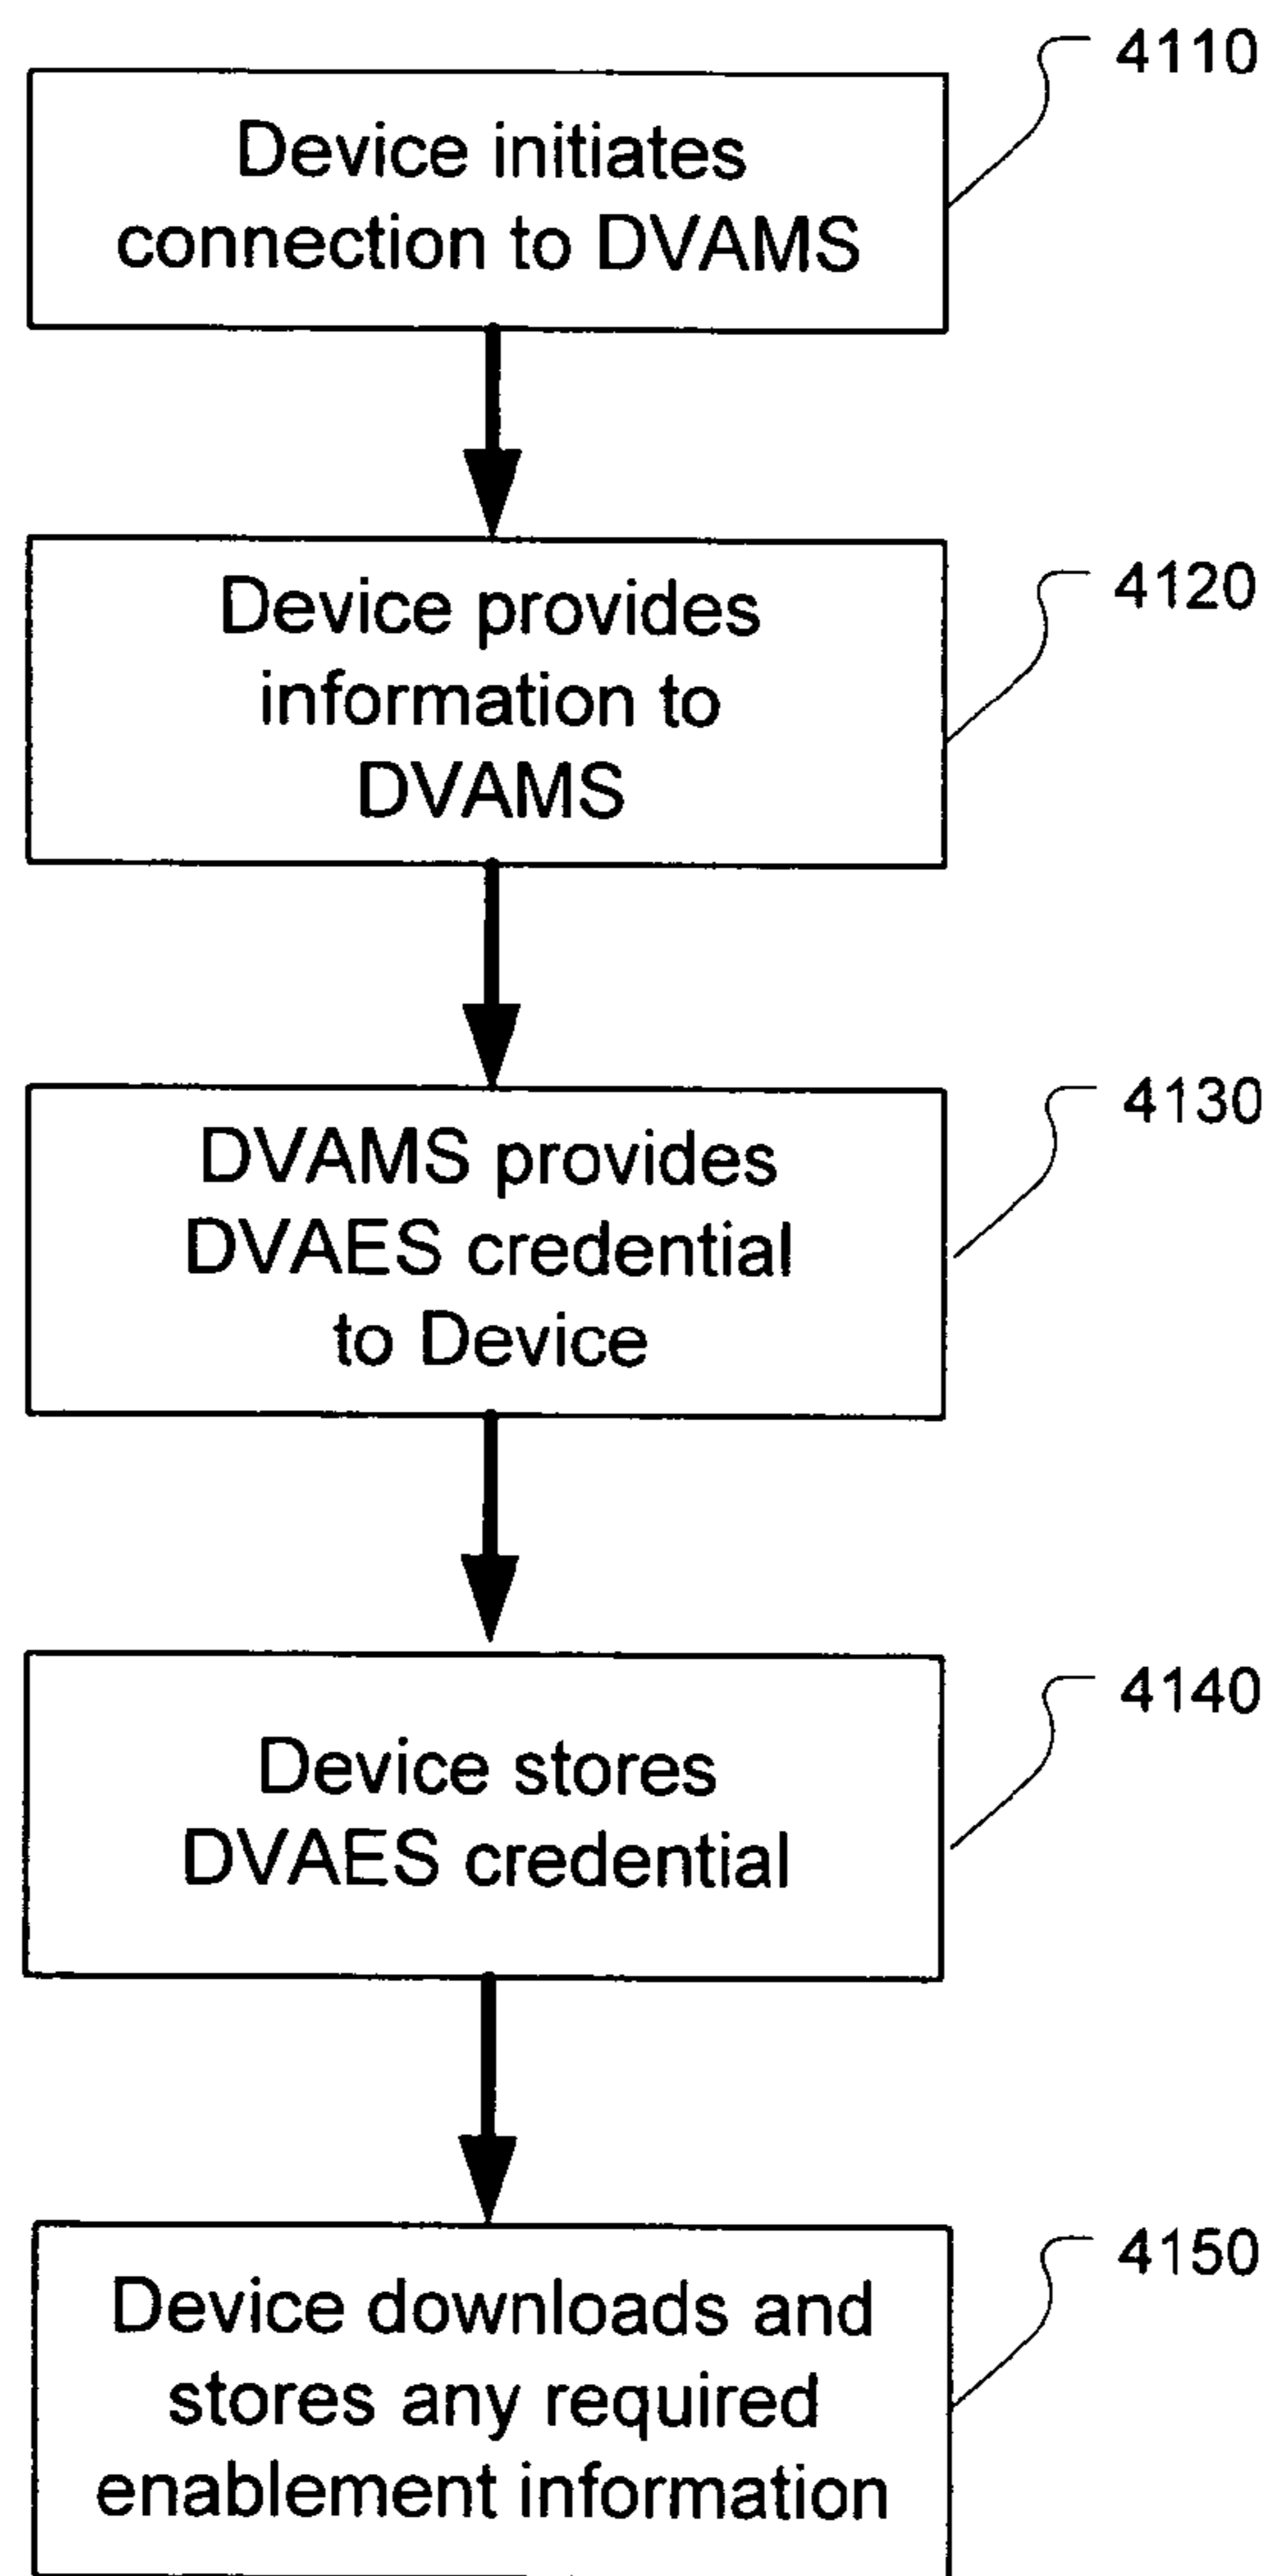 4110
Device initiates
connection to DVAMS
4120
Device provides
information to
DVAMS
4130
DVAMS provides
DVAES credential
to Device
4140
Device stores
DVAES credential
4150
Device downloads and
stores any required
enablement information